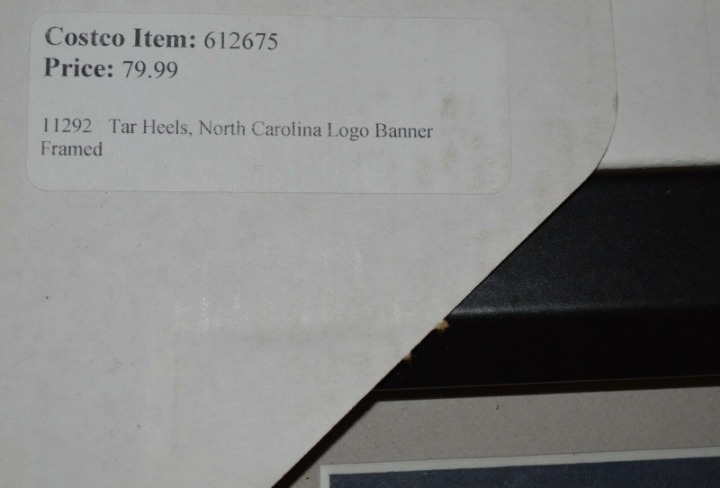 Costco Item: 612675
Price: 79.99
11292 Tar Heels, North Carolina Logo Banner
Framed